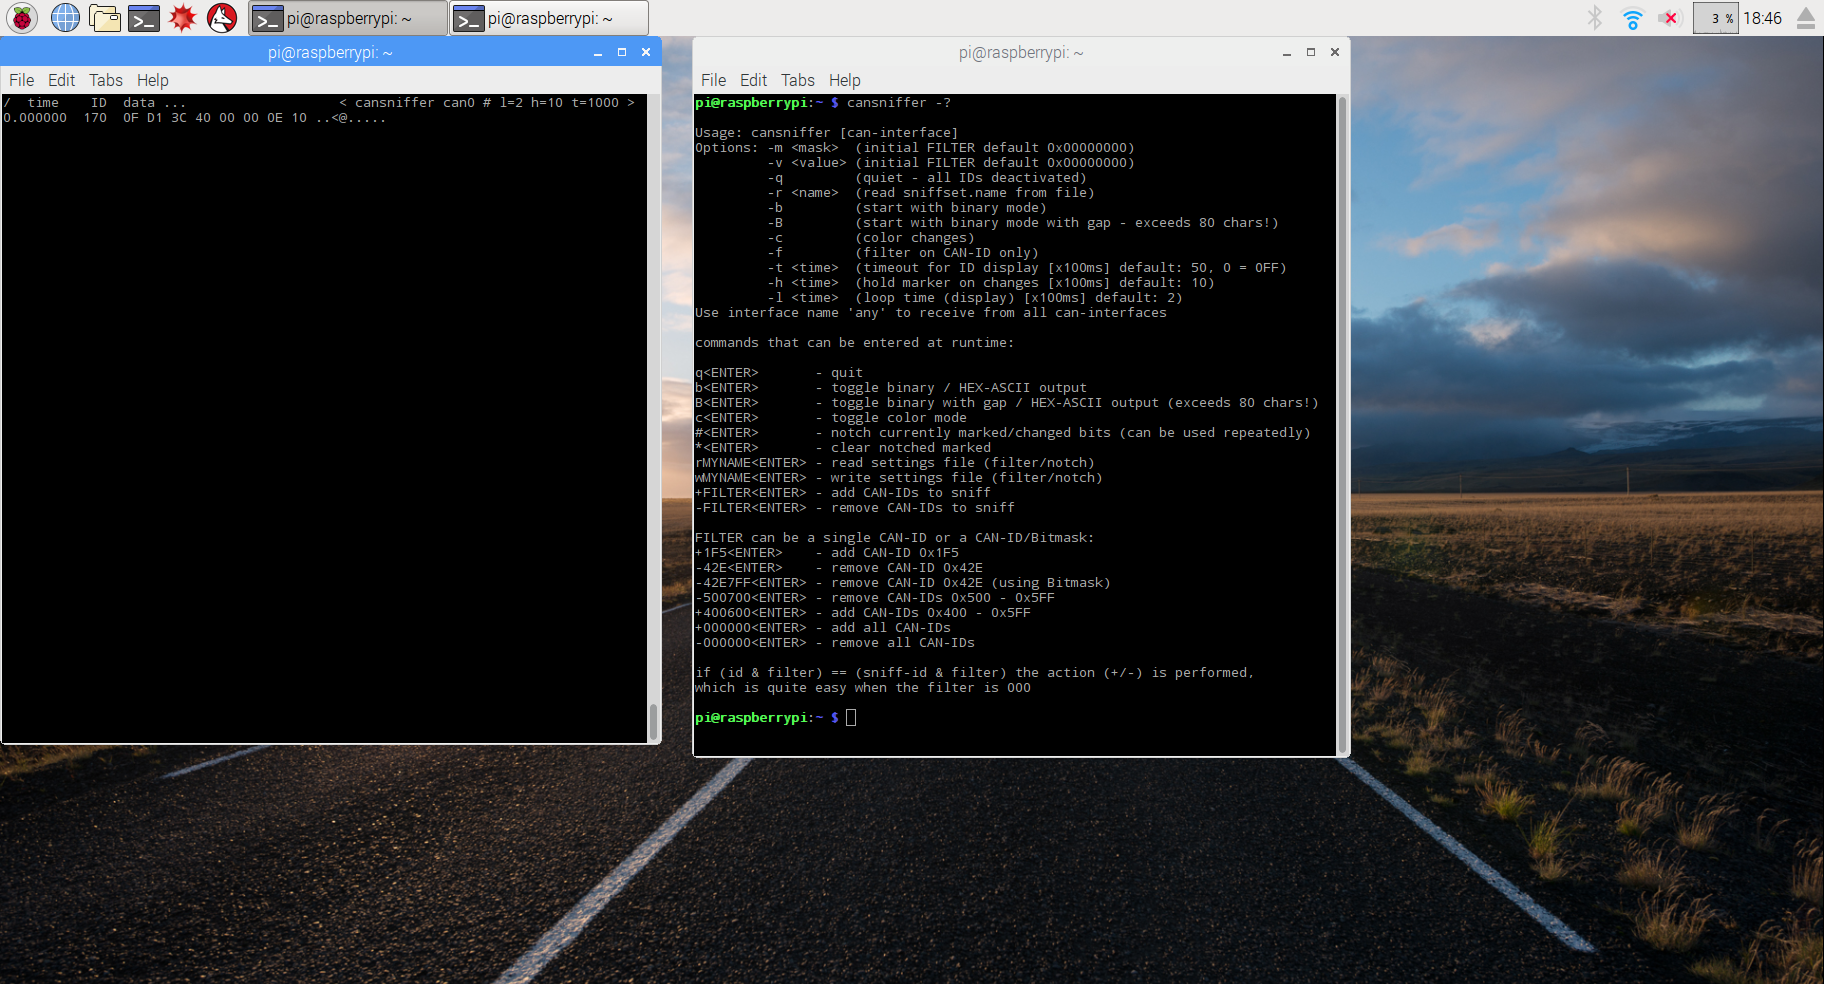 pi@raspberrypi: ~
pi@raspberrypi: ~
3 %
18:46
pi@raspberrypi: ~
File Edit Tabs Help
/  time    ID  data ...                   < cansniffer can0 # l=2 h=10 t=1000 >
0.000000  170  0F D1 3C 40 00 00 0E 10 ..<@.....
pi@raspberrypi: ~
File Edit Tabs Help
pi@raspberrypi:~ $ cansniffer -?
Usage: cansniffer [can-interface]
Options: -m <mask>  (initial FILTER default 0x00000000)
         -v <value> (initial FILTER default 0x00000000)
         -q         (quiet - all IDs deactivated)
         -r <name>  (read sniffset.name from file)
         -b         (start with binary mode)
         -B         (start with binary mode with gap - exceeds 80 chars!)
         -c         (color changes)
         -f         (filter on CAN-ID only)
         -t <time>  (timeout for ID display [x100ms] default: 50, 0 = OFF)
         -h <time>  (hold marker on changes [x100ms] default: 10)
         -l <time>  (loop time (display) [x100ms] default: 2)
Use interface name 'any' to receive from all can-interfaces
commands that can be entered at runtime:
q<ENTER>       - quit
b<ENTER>       - toggle binary / HEX-ASCII output
B<ENTER>       - toggle binary with gap / HEX-ASCII output (exceeds 80 chars!)
c<ENTER>       - toggle color mode
#<ENTER>       - notch currently marked/changed bits (can be used repeatedly)
*<ENTER>       - clear notched marked
rMYNAME<ENTER> - read settings file (filter/notch)
wMYNAME<ENTER> - write settings file (filter/notch)
+FILTER<ENTER> - add CAN-IDs to sniff
-FILTER<ENTER> - remove CAN-IDs to sniff
FILTER can be a single CAN-ID or a CAN-ID/Bitmask:
+1F5<ENTER>    - add CAN-ID 0x1F5
-42E<ENTER>    - remove CAN-ID 0x42E
-42E7FF<ENTER> - remove CAN-ID 0x42E (using Bitmask)
-500700<ENTER> - remove CAN-IDs 0x500 - 0x5FF
+400600<ENTER> - add CAN-IDs 0x400 - 0x5FF
+000000<ENTER> - add all CAN-IDs
-000000<ENTER> - remove all CAN-IDs
if (id & filter) == (sniff-id & filter) the action (+/-) is performed,
which is quite easy when the filter is 000
pi@raspberrypi:~ $